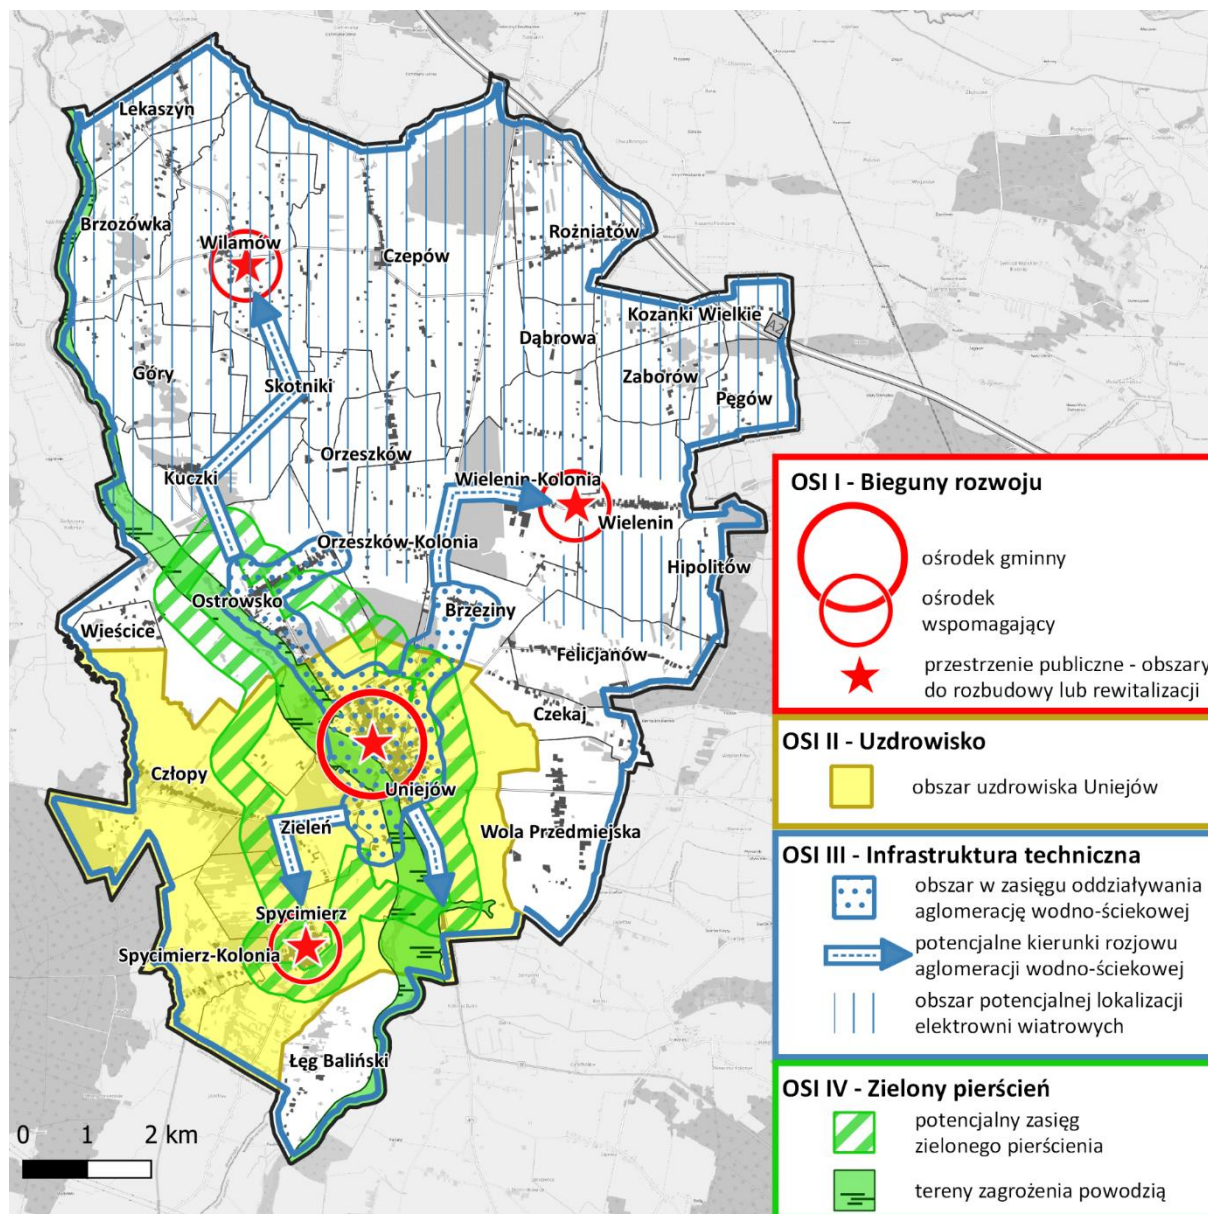 Lekaszyn
Brzozówka
Wilamów
Czepów
Rożniatów
Kozanki Wielkie
A2
Dąbrowa
Góry
Skotniki
Zaborów
Pęgów
Orzeszków
Kuczki
Wielenin-Kolonia
Wielenin
Orzeszków-Kolonia
Hipolitów
Ostrowsko
Brzeziny
Wieścice
Felicjanów
Czekaj
Człopy
Uniejów
Zieleń
Wola Przedmiejska
Spycimierz
Spycimierz-Kolonia
Łęg Baliński
0 1 2 km
OSI I - Bieguny rozwoju
ośrodek gminny
ośrodek
wspomagający
przestrzenie publiczne - obszary
do rozbudowy lub rewitalizacji
OSI II - Uzdrowisko
obszar uzdrowiska Uniejów
OSI III - Infrastruktura techniczna
obszar w zasięgu oddziaływania
aglomerację wodno-ściekowej
potencjalne kierunki rozjowu
aglomeracji wodno-ściekowej
obszar potencjalnej lokalizacji
elektrowni wiatrowych
OSI IV - Zielony pierścień
potencjalny zasięg
zielonego pierścienia
tereny zagrożenia powodzią